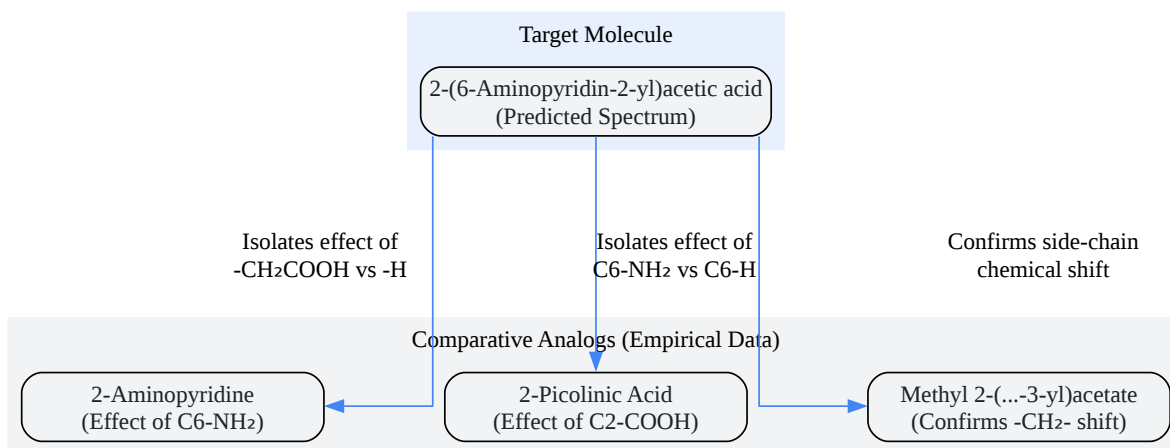 Target Molecule
2-(6-Aminopyridin-2-yl)acetic acid
(Predicted Spectrum)
Isolates effect of
-CH₂COOH vs -H
Isolates effect of
C6-NH₂ vs C6-H
Confirms side-chain
chemical shift
Comparative Analogs (Empirical Data)
2-Aminopyridine
(Effect of C6-NH₂)
2-Picolinic Acid
(Effect of C2-COOH)
Methyl 2-(...-3-yl)acetate
(Confirms -CH₂- shift)